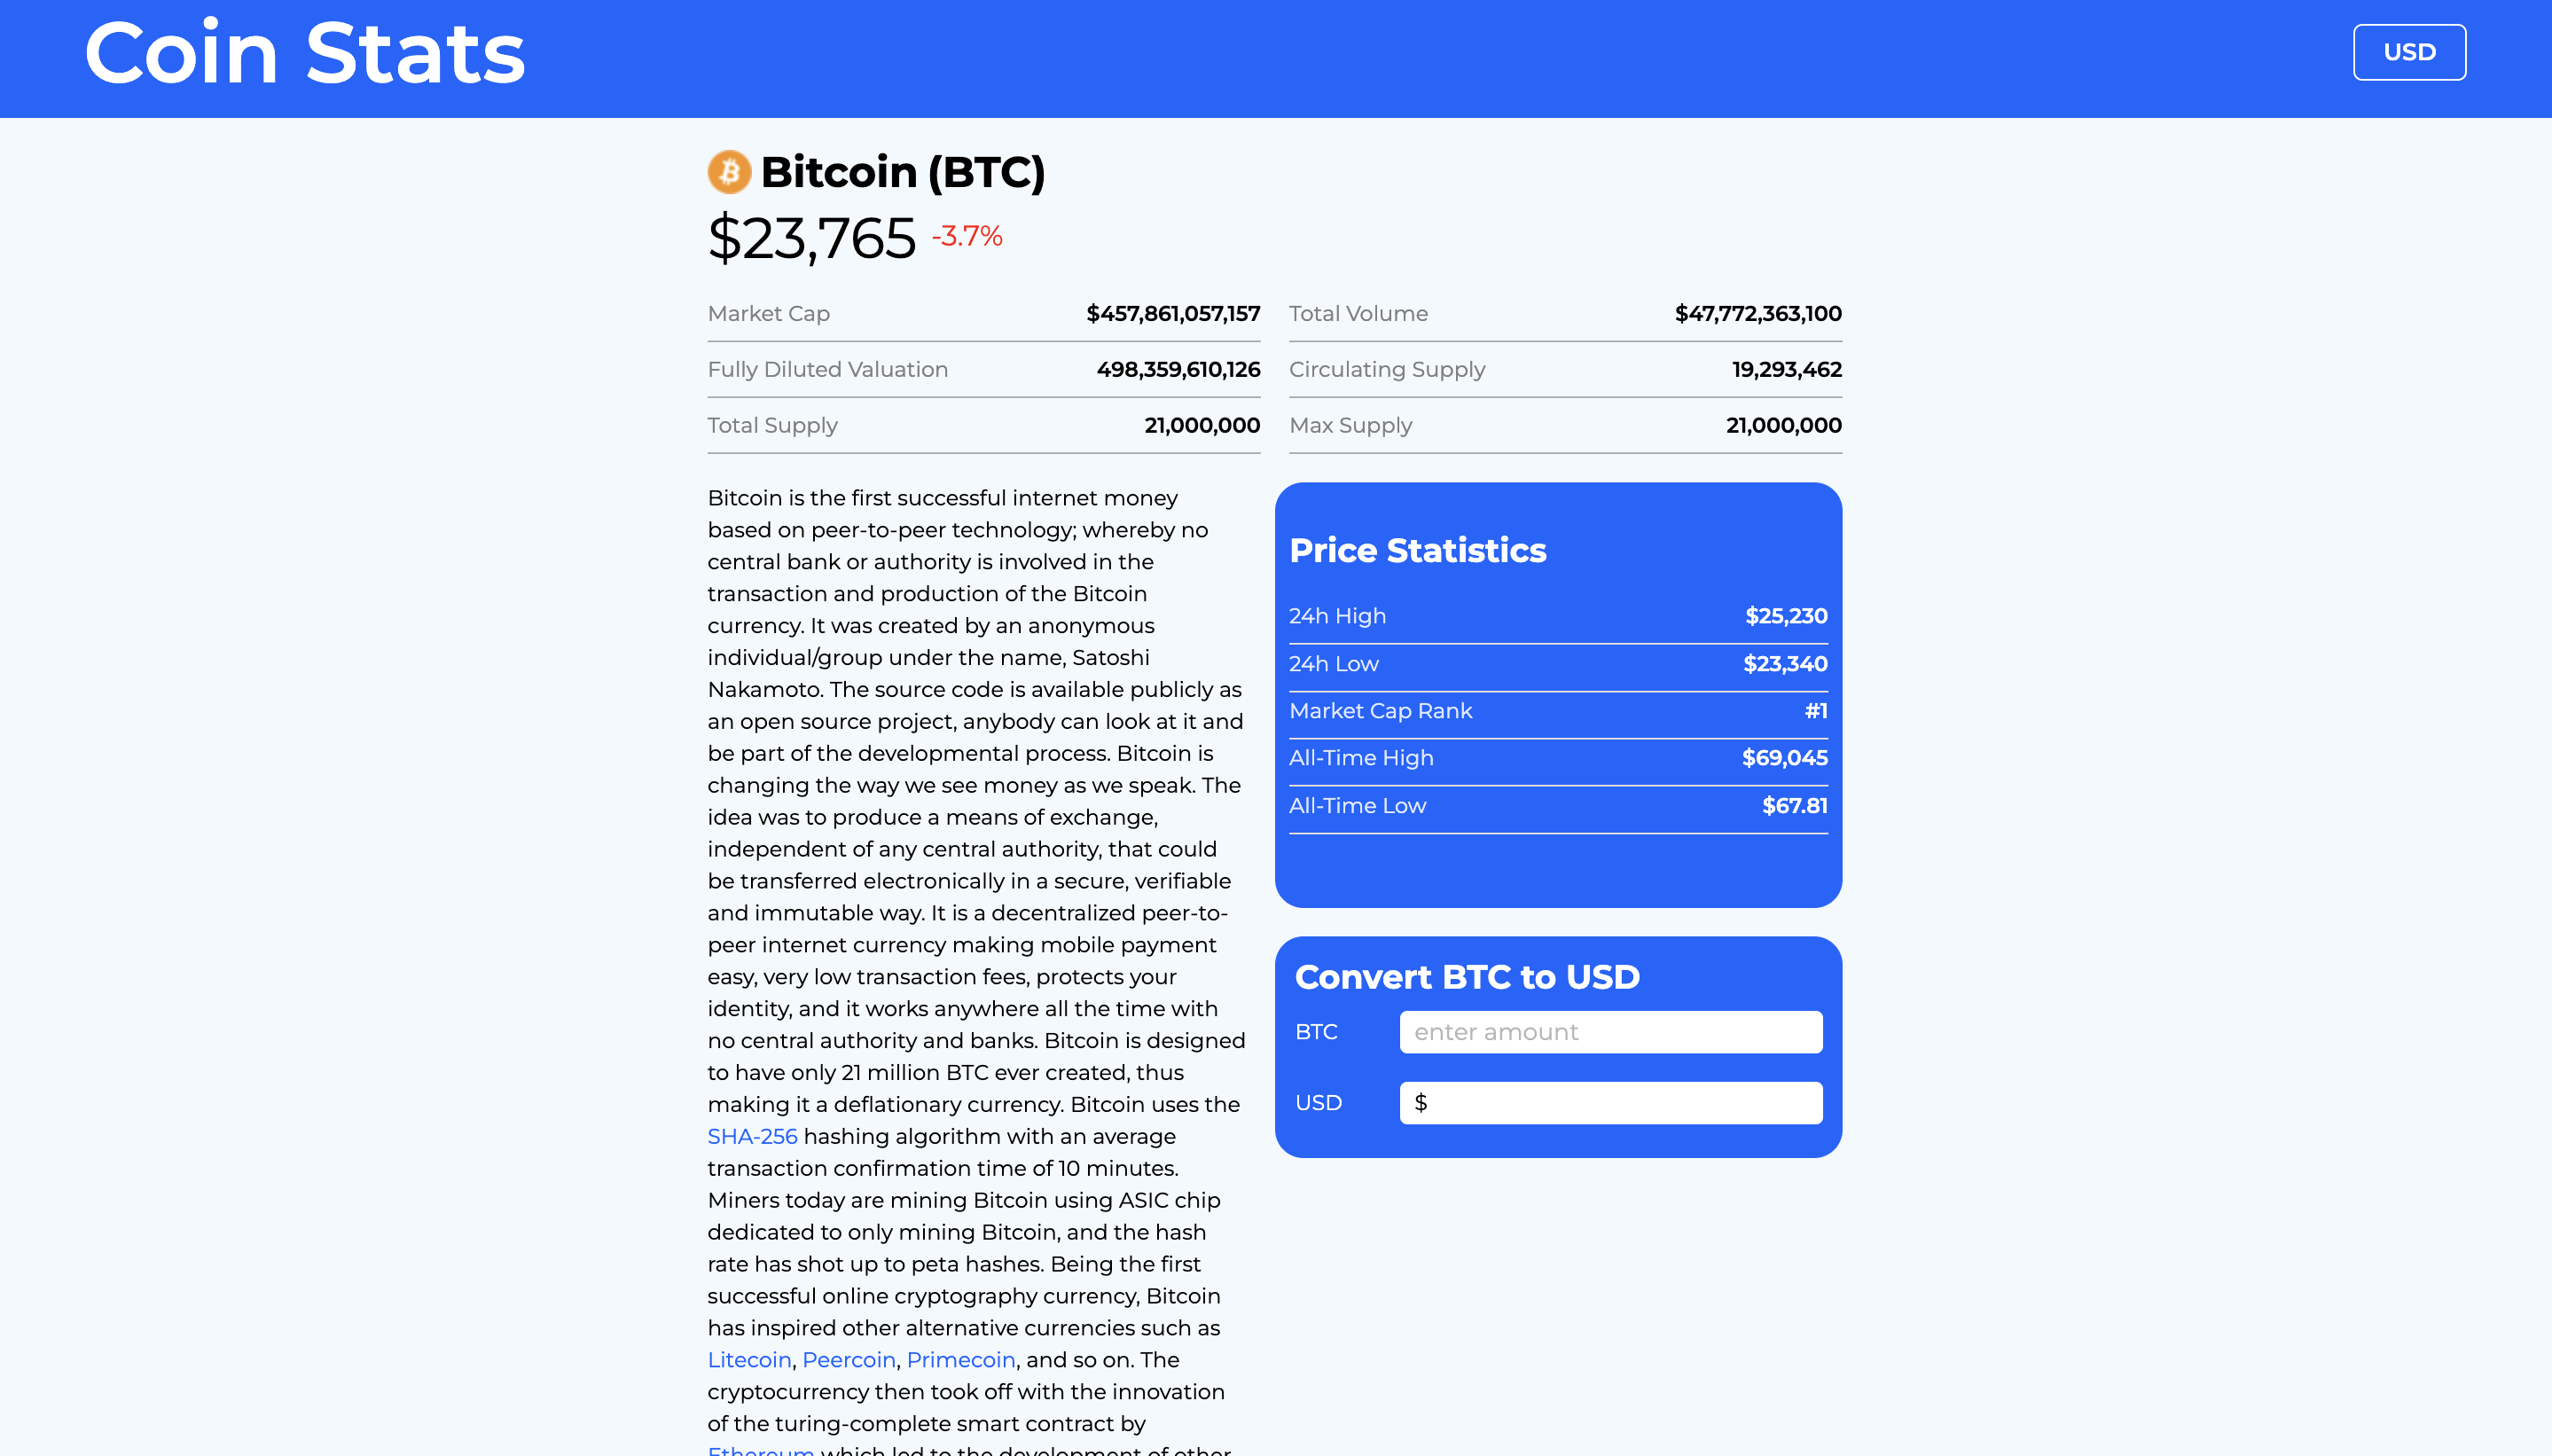 Coin Stats
USD
Bitcoin (BTC)
$23,765 -3.7%
Market Cap $457,861,057,157
Total Volume $47,772,363,100
Fully Diluted Valuation 498,359,610,126
Circulating Supply 19,293,462
Total Supply 21,000,000
Max Supply 21,000,000
Bitcoin is the first successful internet money
based on peer-to-peer technology; whereby no
central bank or authority is involved in the
transaction and production of the Bitcoin
currency. It was created by an anonymous
individual/group under the name, Satoshi
Nakamoto. The source code is available publicly as
an open source project, anybody can look at it and
be part of the developmental process. Bitcoin is
changing the way we see money as we speak. The
idea was to produce a means of exchange,
independent of any central authority, that could
be transferred electronically in a secure, verifiable
and immutable way. It is a decentralized peer-to-
peer internet currency making mobile payment
easy, very low transaction fees, protects your
identity, and it works anywhere all the time with
no central authority and banks. Bitcoin is designed
to have only 21 million BTC ever created, thus
making it a deflationary currency. Bitcoin uses the
SHA-256 hashing algorithm with an average
transaction confirmation time of 10 minutes.
Miners today are mining Bitcoin using ASIC chip
dedicated to only mining Bitcoin, and the hash
rate has shot up to peta hashes. Being the first
successful online cryptography currency, Bitcoin
has inspired other alternative currencies such as
Litecoin, Peercoin, Primecoin, and so on. The
cryptocurrency then took off with the innovation
of the turing-complete smart contract by
Ethereum which led to the development of other
Price Statistics
24h High $25,230
24h Low $23,340
Market Cap Rank #1
All-Time High $69,045
All-Time Low $67.81
Convert BTC to USD
BTC enter amount
USD $